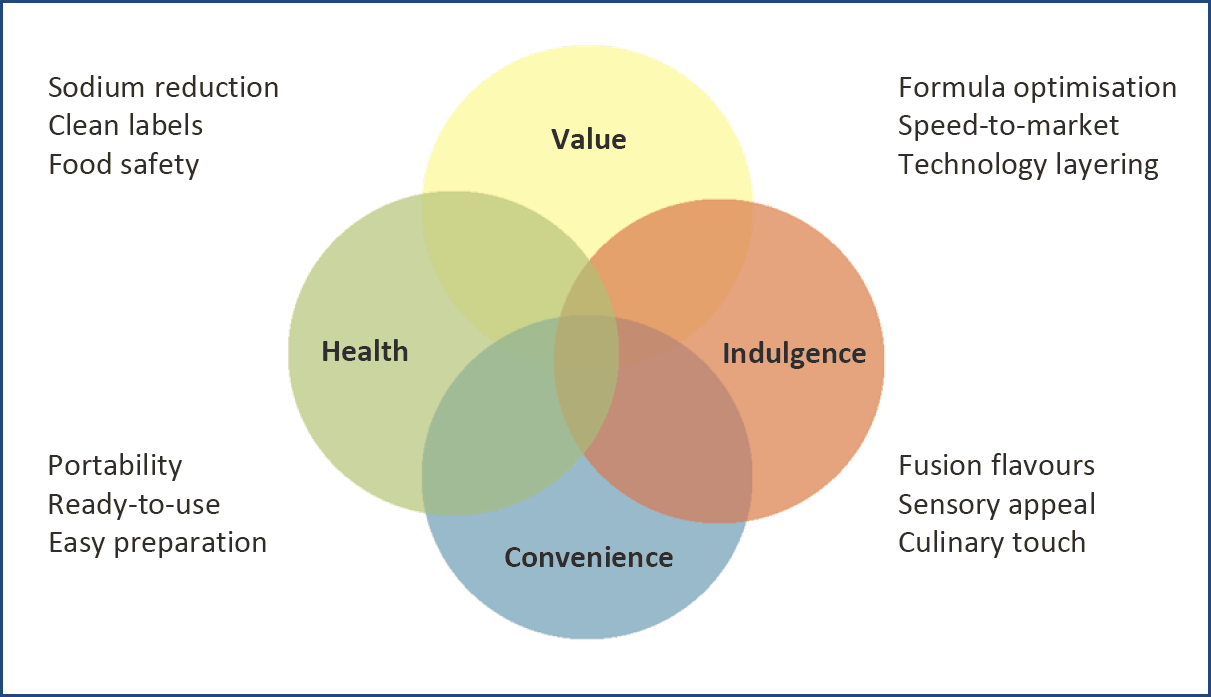 Sodium reduction
Clean labels
Food safety
Formula optimisation
Speed-to-market
Technology layering
Value
Health
Indulgence
Convenience
Portability
Ready-to-use
Easy preparation
Fusion flavours
Sensory appeal
Culinary touch